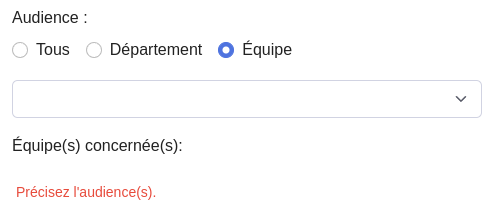 Audience :
Tous Département Équipe
Équipe(s) concernée(s):
Précisez l'audience(s).